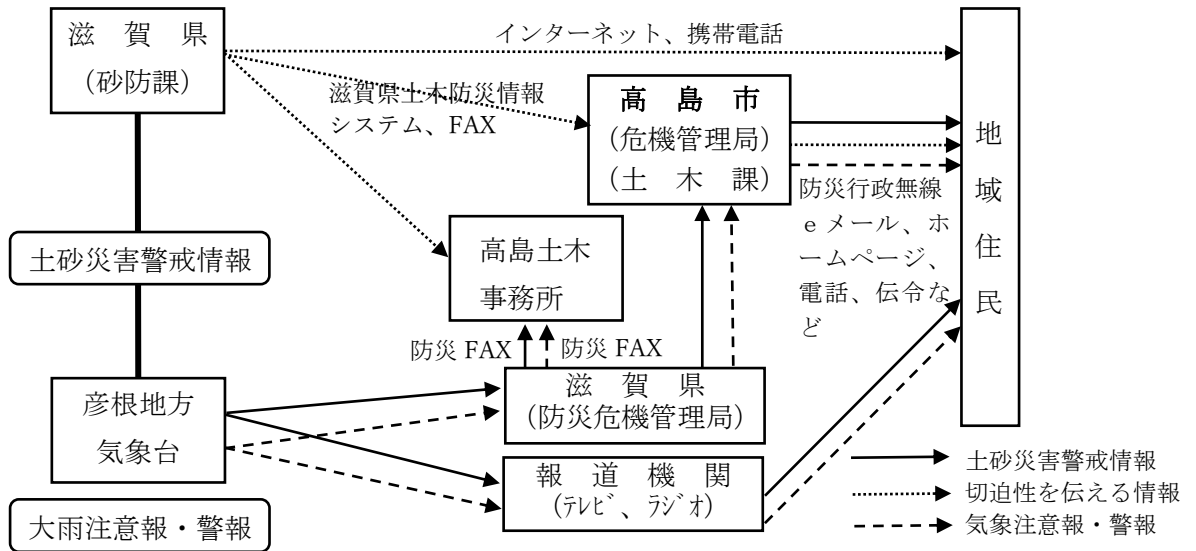 滋　賀　県
（砂防課）
インターネット、携帯電話
滋賀県土木防災情報
システム、FAX
高　島　市
（危機管理局）
（土　木　課）
地
域
住
民
防災行政無線
ｅメール、ホ
ームページ、
電話、伝令な
ど
土砂災害警戒情報
高島土木
事務所
防災 FAX
防災 FAX
彦根地方
気象台
滋　賀　県
（防災危機管理局）
報　道　機　関
（ﾃﾚﾋﾞ、ﾗｼﾞｵ）
大雨注意報・警報
土砂災害警戒情報
切迫性を伝える情報
気象注意報・警報